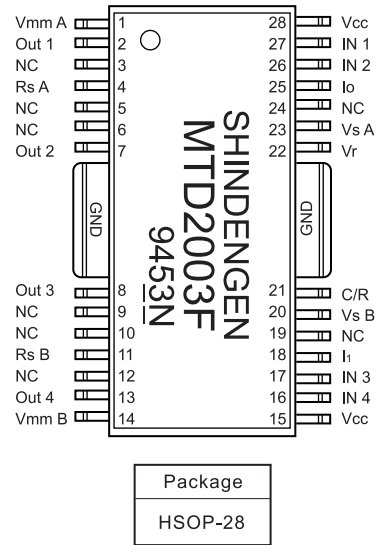 Vmm A 1 28 Vcc
Out 1 2 27 IN 1
NC 3 26 IN 2
Rs A 4 25 Io
NC 5 24 NC
NC 6 23 Vs A
Out 2 7 22 Vr
GND
SHINDENGEN
MTD2003F
9453N
GND
Out 3 8 21 C/R
NC 9 20 Vs B
NC 10 19 NC
Rs B 11 18 I1
NC 12 17 IN 3
Out 4 13 16 IN 4
Vmm B 14 15 Vcc
Package
HSOP-28